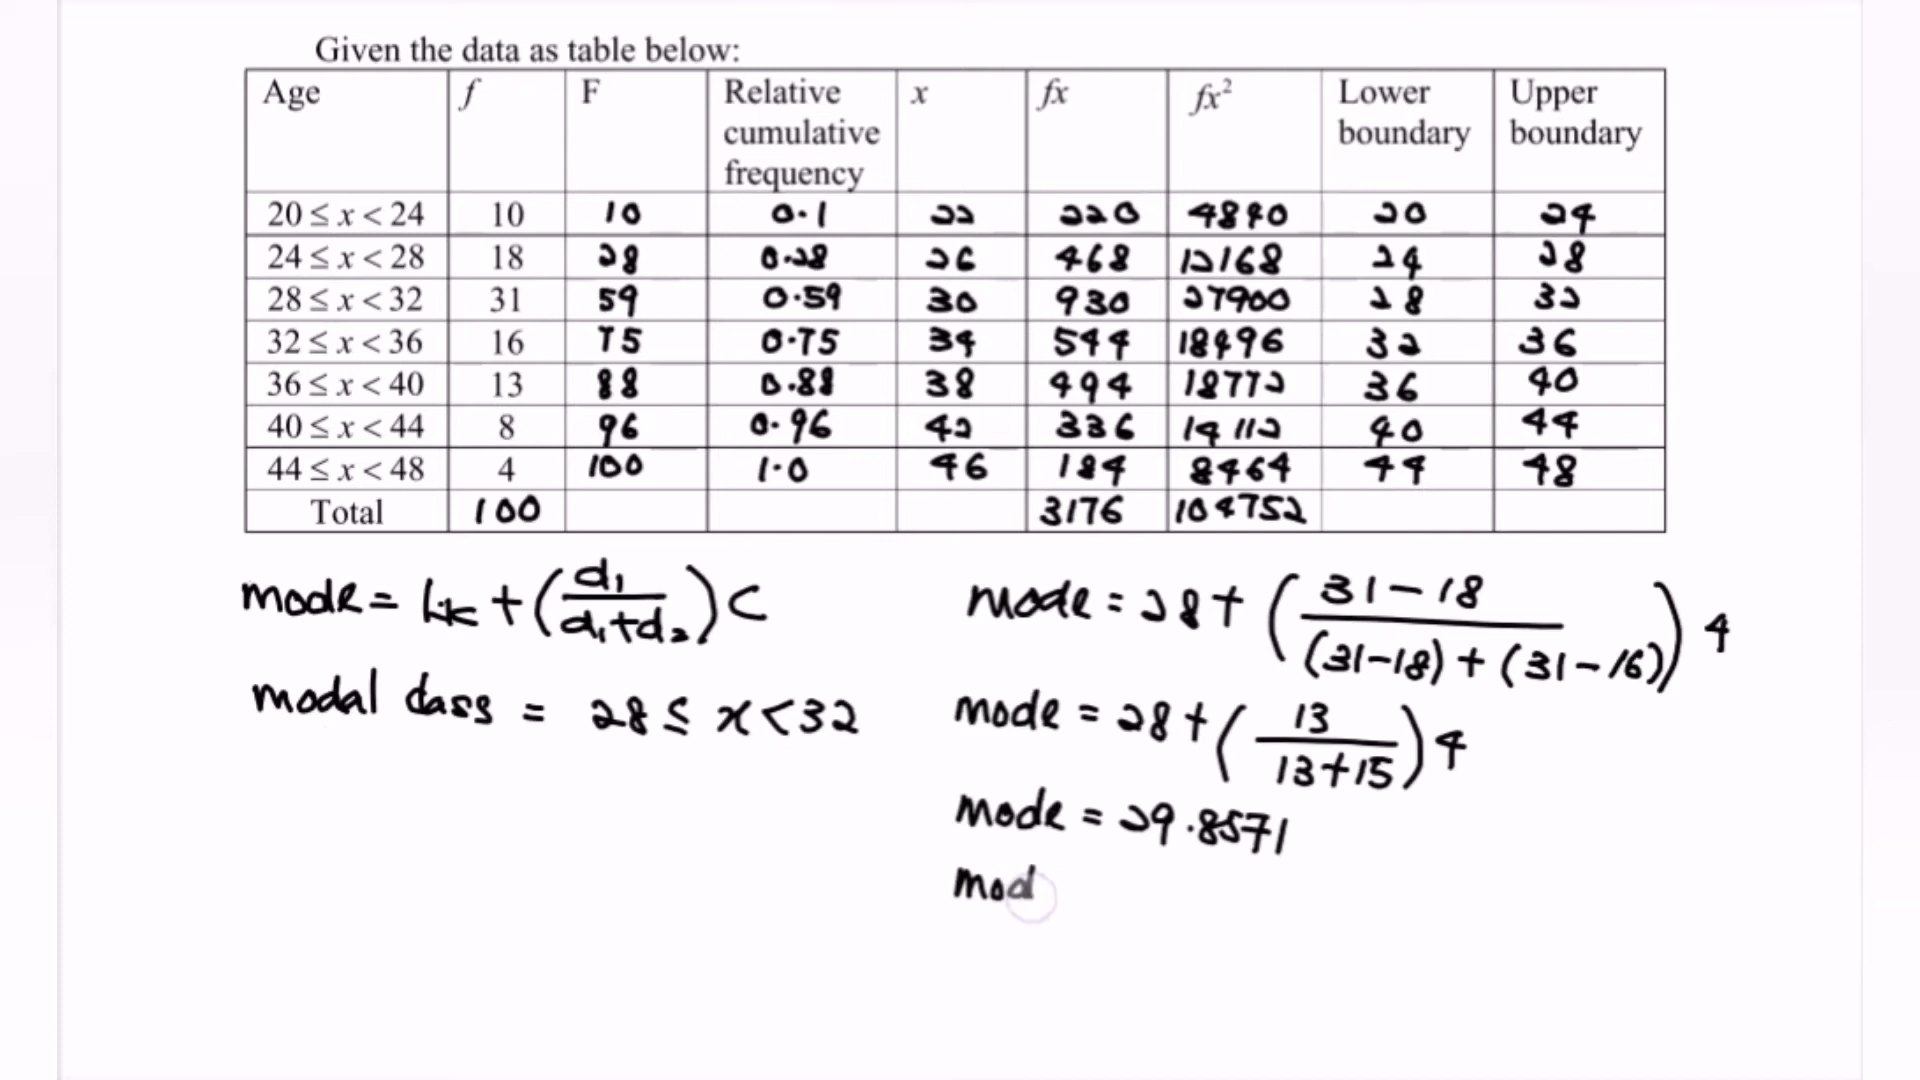 Given the data as table below:
Age f F Relative cumulative frequency x fx fx² Lower boundary Upper boundary
20 ≤ x < 24 10 10 0.1 22 220 4840 20 24
24 ≤ x < 28 18 28 0.28 26 468 12168 24 28
28 ≤ x < 32 31 59 0.59 30 930 27900 28 32
32 ≤ x < 36 16 75 0.75 34 544 18496 32 36
36 ≤ x < 40 13 88 0.88 38 494 18772 36 40
40 ≤ x < 44 8 96 0.96 42 336 14112 40 44
44 ≤ x < 48 4 100 1.0 46 184 8464 44 48
Total 100 3176 104752
mode = Lk + (d₁/(d₁+d₂)) C
modal class = 28 ≤ x < 32
mode = 28 + ((31-18)/((31-18) + (31-16))) 4
mode = 28 + (13/(13+15)) 4
mode = 29.8571
mod